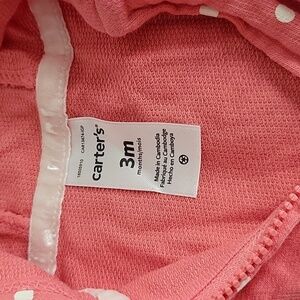 carter's®
3m
months/mois
Made in Cambodia
Fabriqué au Cambodge
Hecho en Camboya